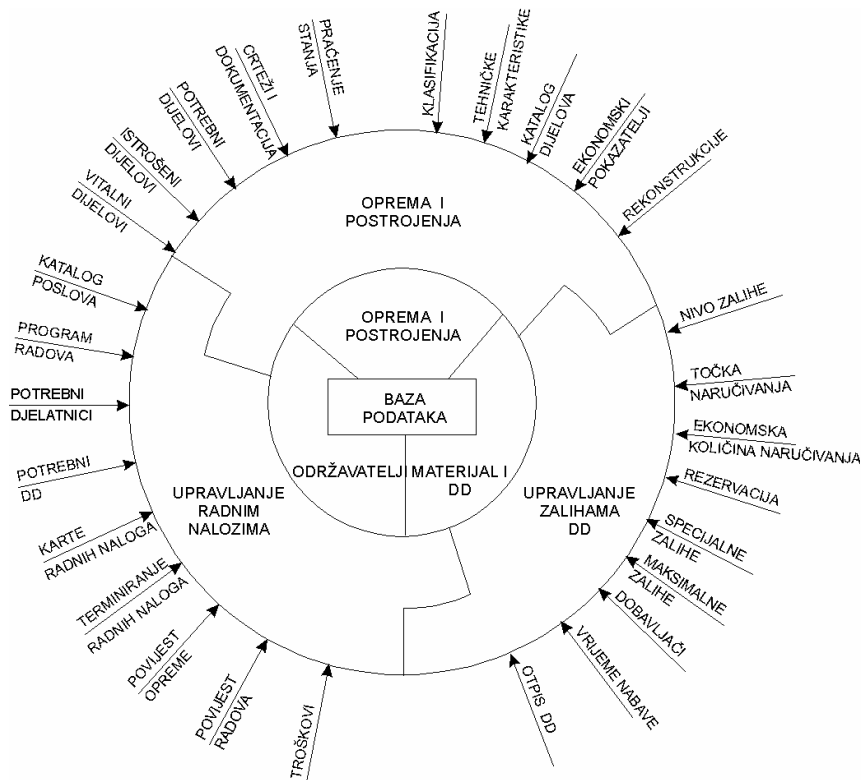 VITALNI
DIJELOVI
ISTROŠENI
DIJELOVI
POTREBNI
DIJELOVI
CRTEŽI I
DOKUMENTACIJA
PRAĆENJE
STANJA
KLASIFIKACIJA
TEHNIČKE
KARAKTERISTIKE
KATALOG
DIJELOVA
EKONOMSKI
POKAZATELJI
REKONSTRUKCIJE
NIVO ZALIHE
TOČKA
NARUČIVANJA
EKONOMSKA
KOLIČINA NARUČIVANJA
REZERVACIJA
SPECIJALNE
ZALIHE
MAKSIMALNE
ZALIHE
DOBAVLJAČI
VRIJEME NABAVE
OTPIS DD
TROŠKOVI
POVIJEST
RADOVA
POVIJEST
OPREME
TERMINIRANJE
RADNIH NALOGA
KARTE
RADNIH NALOGA
POTREBNI
DD
POTREBNI
DJELATNICI
PROGRAM
RADOVA
KATALOG
POSLOVA
OPREMA I
POSTROJENJA
OPREMA I
POSTROJENJA
BAZA
PODATAKA
ODRŽAVATELJI
MATERIJAL I
DD
UPRAVLJANJE
RADNIM
NALOZIMA
UPRAVLJANJE
ZALIHAMA
DD